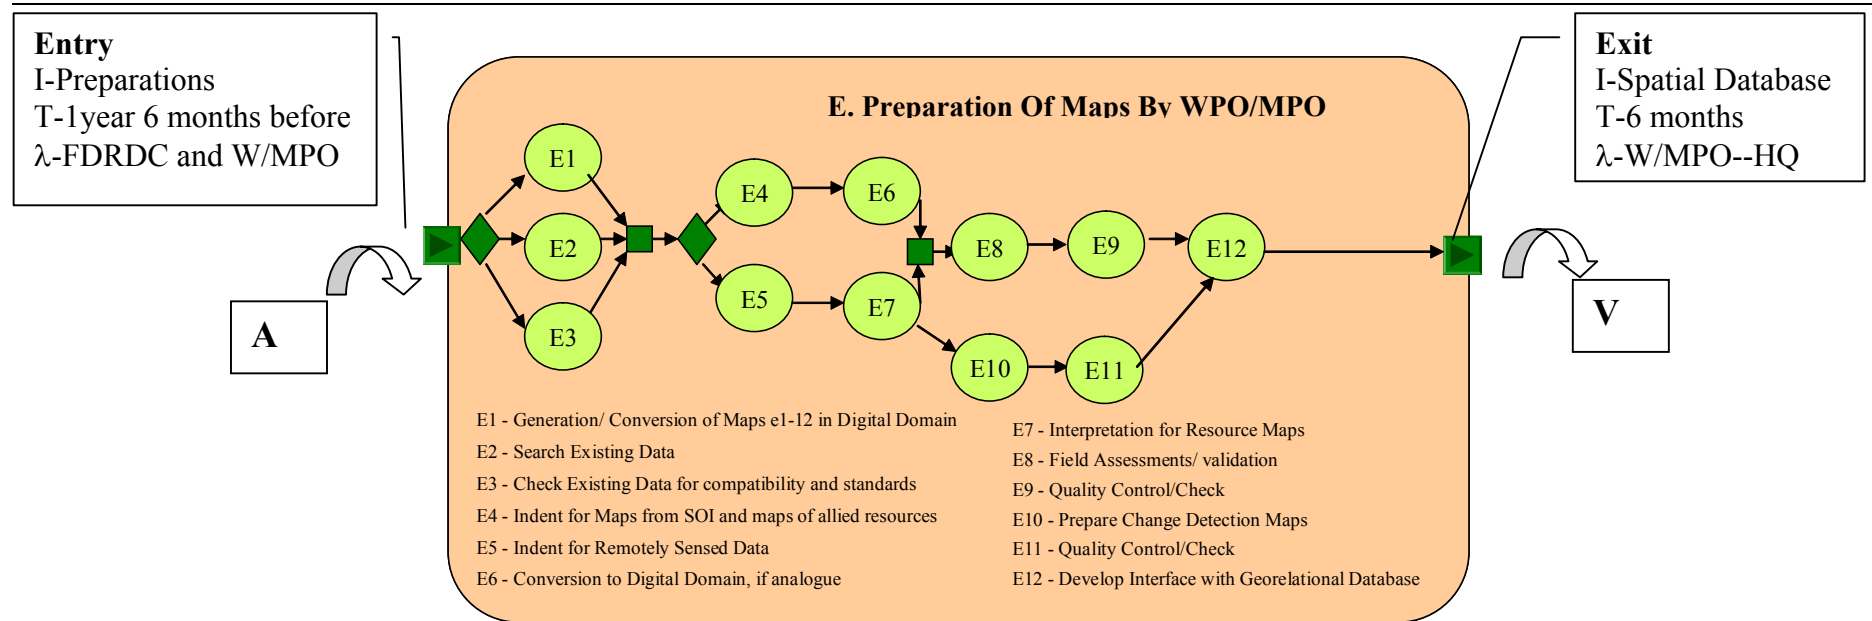 Entry
I-Preparations
T-1year 6 months before
λ-FDRDC and W/MPO
Exit
I-Spatial Database
T-6 months
λ-W/MPO--HQ
E. Preparation Of Maps By WPO/MPO
E1
E2
E3
E4
E5
E6
E7
E8
E9
E10
E11
E12
A
V
E1 - Generation/ Conversion of Maps e1-12 in Digital Domain
E2 - Search Existing Data
E3 - Check Existing Data for compatibility and standards
E4 - Indent for Maps from SOI and maps of allied resources
E5 - Indent for Remotely Sensed Data
E6 - Conversion to Digital Domain, if analogue
E7 - Interpretation for Resource Maps
E8 - Field Assessments/ validation
E9 - Quality Control/Check
E10 - Prepare Change Detection Maps
E11 - Quality Control/Check
E12 - Develop Interface with Georelational Database